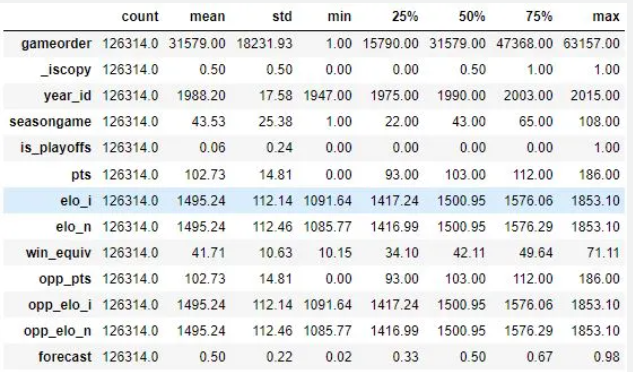 count mean std min 25% 50% 75% max
gameorder 126314.0 31579.00 18231.93 1.00 15790.00 31579.00 47368.00 63157.00
_iscopy 126314.0 0.50 0.50 0.00 0.00 0.50 1.00 1.00
year_id 126314.0 1988.20 17.58 1947.00 1975.00 1990.00 2003.00 2015.00
seasongame 126314.0 43.53 25.38 1.00 22.00 43.00 65.00 108.00
is_playoffs 126314.0 0.06 0.24 0.00 0.00 0.00 0.00 1.00
pts 126314.0 102.73 14.81 0.00 93.00 103.00 112.00 186.00
elo_i 126314.0 1495.24 112.14 1091.64 1417.24 1500.95 1576.06 1853.10
elo_n 126314.0 1495.24 112.46 1085.77 1416.99 1500.95 1576.29 1853.10
win_equiv 126314.0 41.71 10.63 10.15 34.10 42.11 49.64 71.11
opp_pts 126314.0 102.73 14.81 0.00 93.00 103.00 112.00 186.00
opp_elo_i 126314.0 1495.24 112.14 1091.64 1417.24 1500.95 1576.06 1853.10
opp_elo_n 126314.0 1495.24 112.46 1085.77 1416.99 1500.95 1576.29 1853.10
forecast 126314.0 0.50 0.22 0.02 0.33 0.50 0.67 0.98